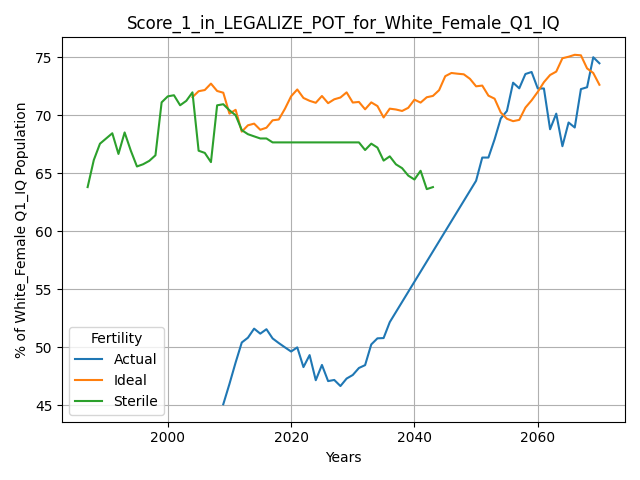 Score_1_in_LEGALIZE_POT_for_White_Female_Q1_IQ
% of White_Female Q1_IQ Population
75
70
65
60
55
50
45
Fertility
Actual
Ideal
Sterile
2000
2020
2040
2060
Years